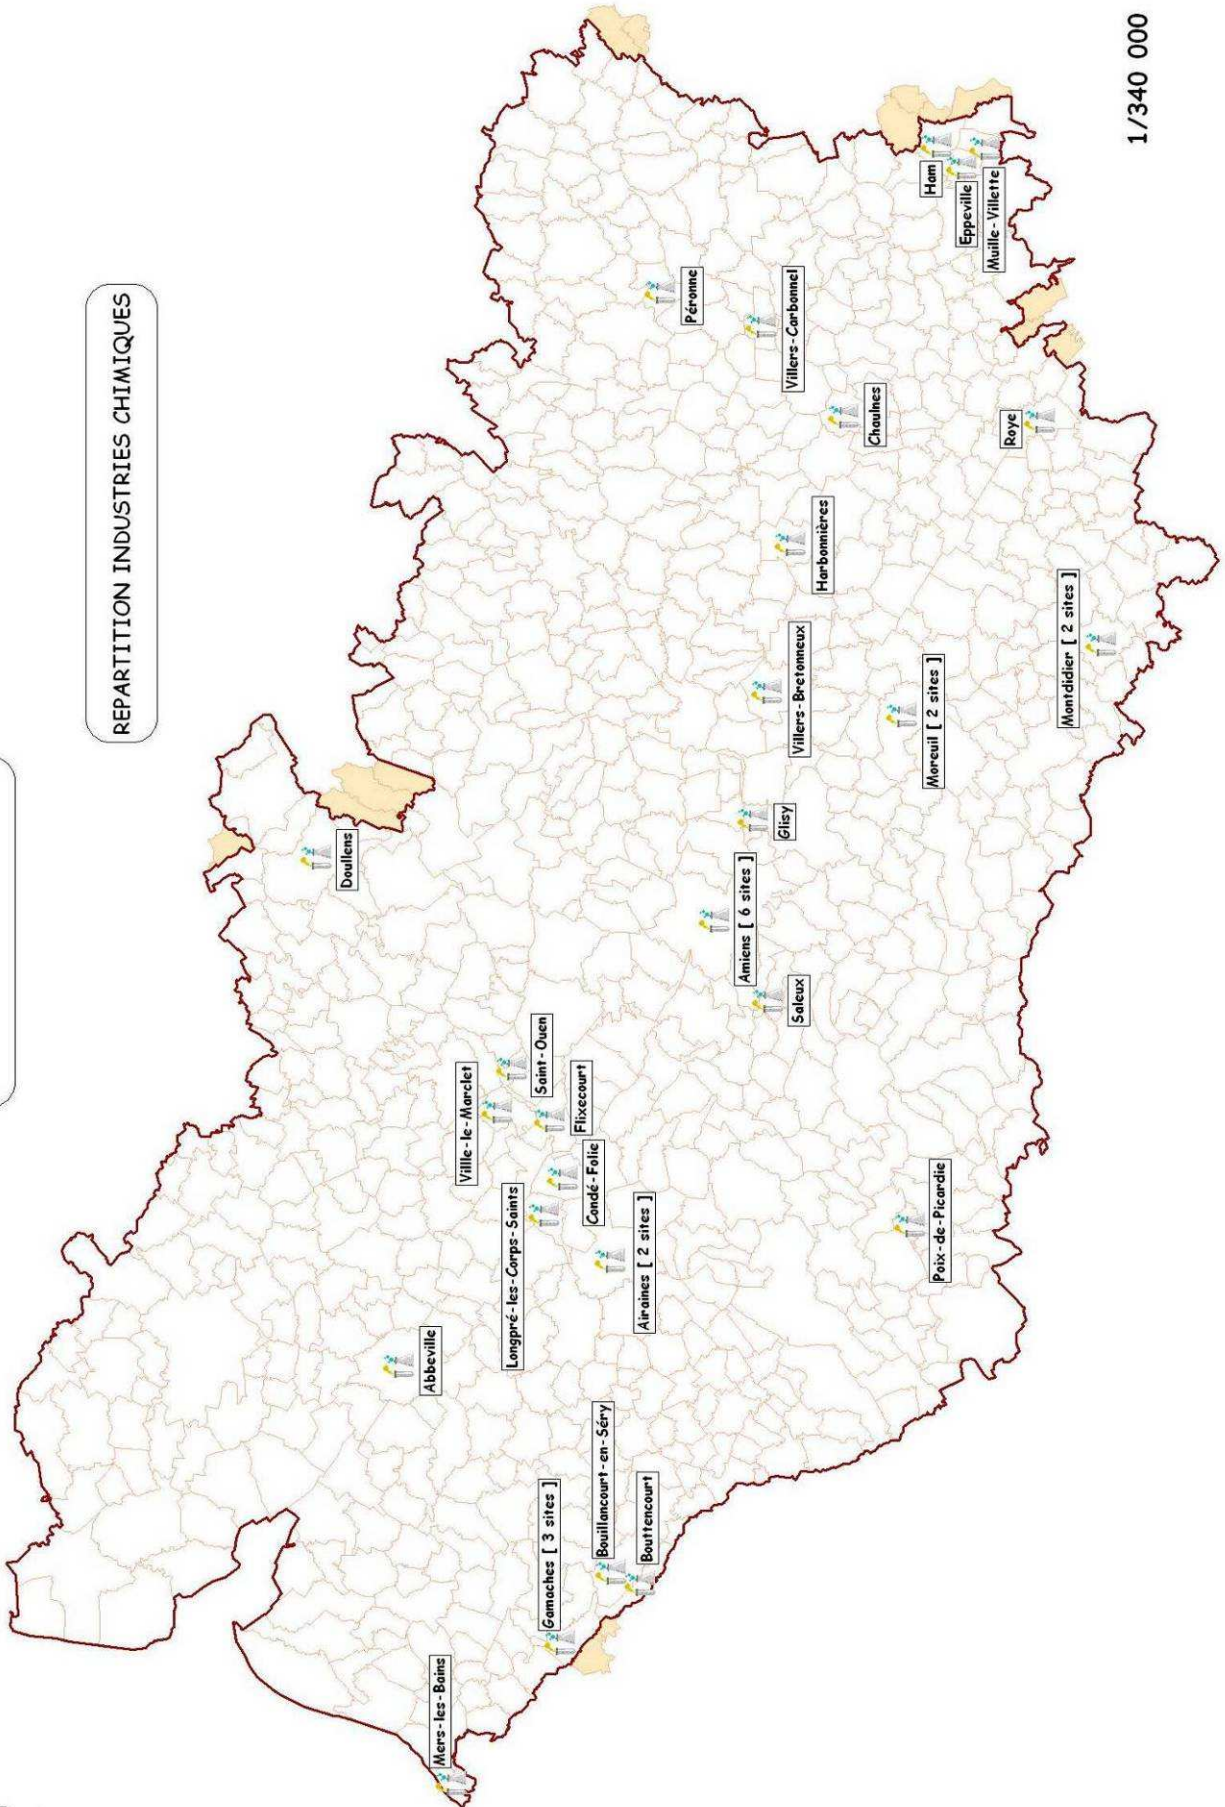 REPARTITION INDUSTRIES CHIMIQUES
Mers-les-Bains
Gamaches [ 3 sites ]
Bouillancourt-en-Séry
Bouttencourt
Abbeville
Longpré-les-Corps-Saints
Condé-Folie
Airaines [ 2 sites ]
Ville-le-Marclet
Saint-Ouen
Flixecourt
Doullens
Poix-de-Picardie
Saleux
Amiens [ 6 sites ]
Glisy
Villers-Bretonneux
Moreuil [ 2 sites ]
Montdidier [ 2 sites ]
Harbonnières
Chaulnes
Roye
Villers-Carbonnel
Péronne
Ham
Eppeville
Muille-Villette
1/340 000